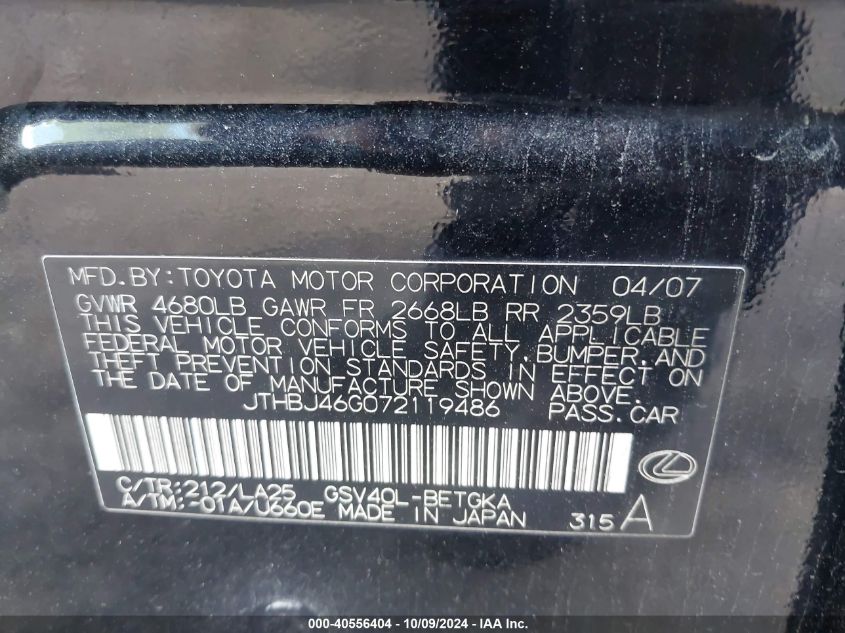 MFD.BY:TOYOTA MOTOR CORPORATION 04/07
GVWR 4680LB GAWR FR 2668LB RR 2359LB
THIS VEHICLE CONFORMS TO ALL APPLICABLE
FEDERAL MOTOR VEHICLE SAFETY,BUMPER,AND
THEFT PREVENTION STANDARDS IN EFFECT ON
THE DATE OF MANUFACTURE SHOWN ABOVE.
JTHBJ46G072119486 PASS.CAR
C/TR:212/LA25 GSV40L-BETGKA
A/TM:-01A/U660E MADE IN JAPAN 315A
000-40556404 - 10/09/2024 - IAA Inc.